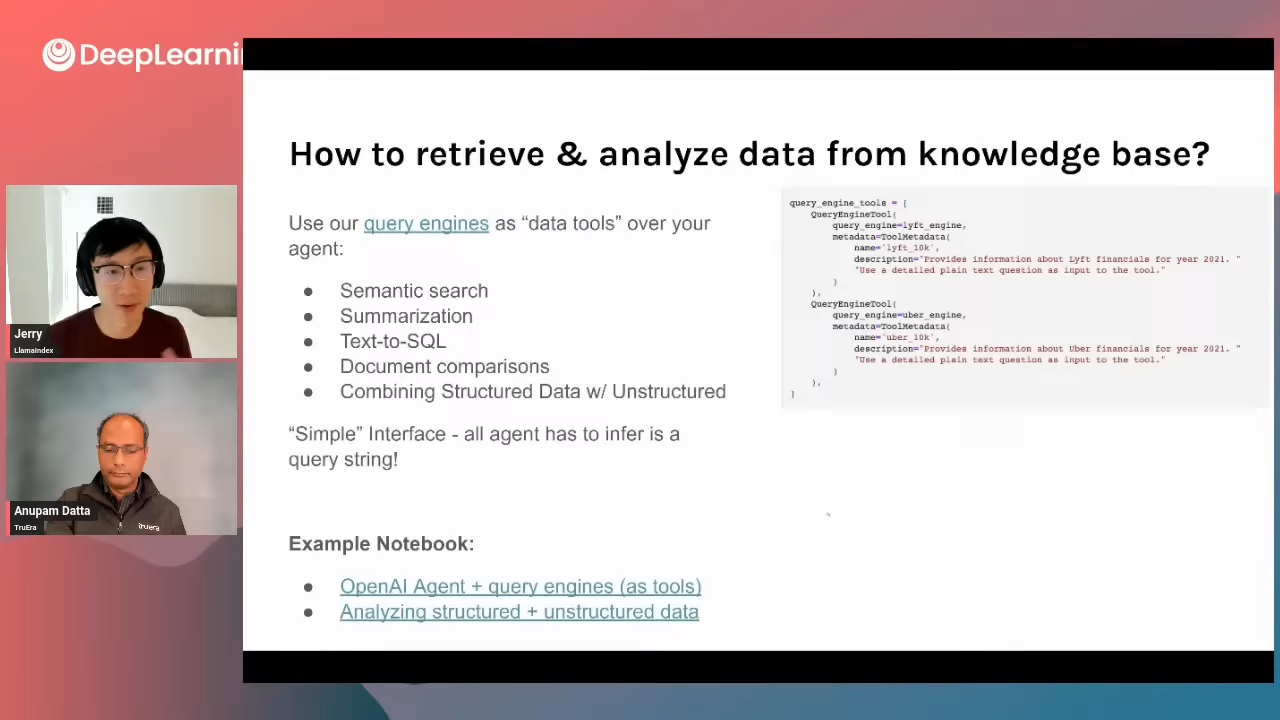 DeepLearni
How to retrieve & analyze data from knowledge base?
Use our query engines as “data tools” over your
agent:
● Semantic search
● Summarization
● Text-to-SQL
● Document comparisons
● Combining Structured Data w/ Unstructured
“Simple” Interface - all agent has to infer is a
query string!
Example Notebook:
● OpenAI Agent + query engines (as tools)
● Analyzing structured + unstructured data
query_engine_tools = [
QueryEngineTool(
query_engine=lyft_engine,
metadata=ToolMetadata(
name='lyft_10k',
description="Provides information about Lyft financials for year 2021. "
"Use a detailed plain text question as input to the tool."
)
),
QueryEngineTool(
query_engine=uber_engine,
metadata=ToolMetadata(
name='uber_10k',
description="Provides information about Uber financials for year 2021. "
"Use a detailed plain text question as input to the tool."
)
),
]
Jerry
LlamaIndex
truera
Anupam Datta
TruEra